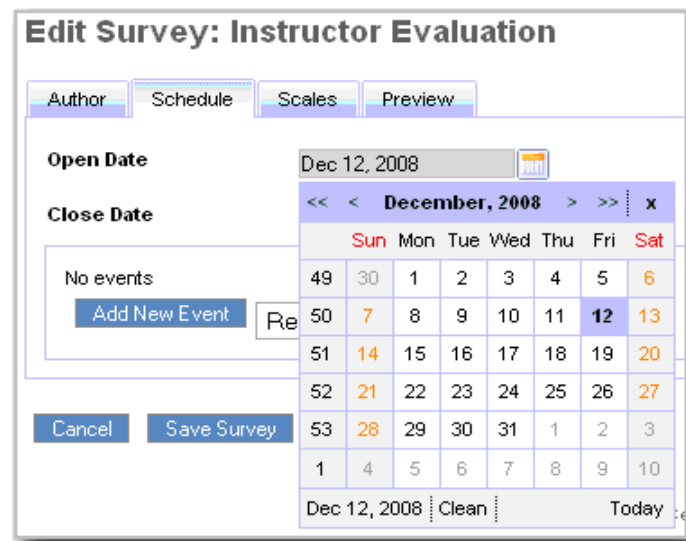 Edit Survey: Instructor Evaluation
Author Schedule Scales Preview
Open Date Dec 12, 2008
<< < December, 2008 > >> x
Close Date
Sun Mon Tue Wed Thu Fri Sat
No events
49 30 1 2 3 4 5 6
Add New Event
50 7 8 9 10 11 12 13
51 14 15 16 17 18 19 20
52 21 22 23 24 25 26 27
Cancel Save Survey
53 28 29 30 31 1 2 3
1 4 5 6 7 8 9 10
Dec 12, 2008 Clean Today